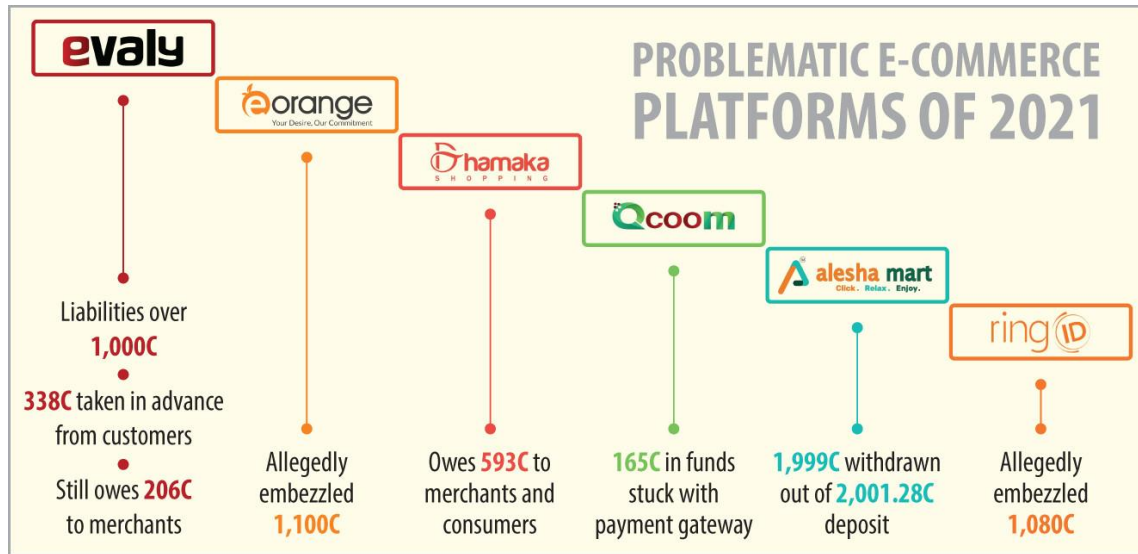 evaly
PROBLEMATIC E-COMMERCE
PLATFORMS OF 2021
eorange
Your Desire, Our Commitment
Dhamaka
SHOPPING
Qcoom
alesha mart
Click. Relax. Enjoy.
ring ID
Liabilities over
1,000C
338C taken in advance
from customers
Still owes 206C
to merchants
Allegedly
embezzled
1,100C
Owes 593C to
merchants and
consumers
165C in funds
stuck with
payment gateway
1,999C withdrawn
out of 2,001.28C
deposit
Allegedly
embezzled
1,080C